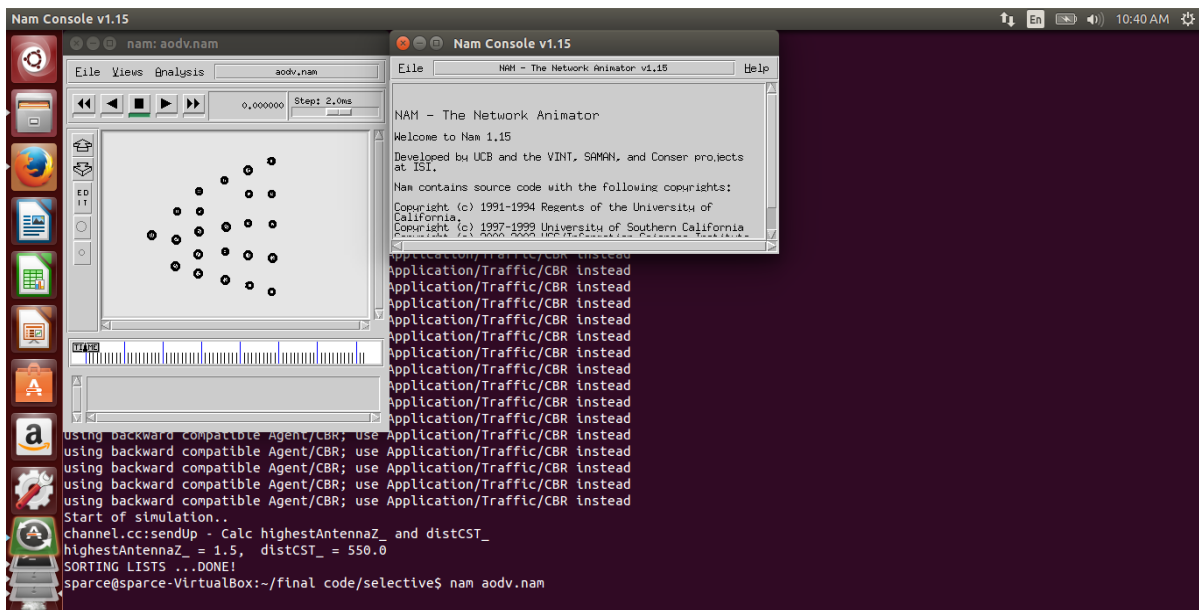 Nam Console v1.15
En
10:40 AM
nam: aodv.nam
File Views Analysis
aodv.nam
0.000000
Step: 2.0ms
ED
IT
TIME
Nam Console v1.15
File
NAM - The Network Animator v1.15
Help
NAM - The Network Animator
Welcome to Nam 1.15
Developed by UCB and the VINT, SAMAN, and Conser projects
at ISI.
Nam contains source code with the following copyrights:
Copyright (c) 1991-1994 Regents of the University of
California.
Copyright (c) 1997-1999 University of Southern California
Copyright (c) 2000-2002 USC/Information Sciences Institute
Application/Traffic/CBR instead
Application/Traffic/CBR instead
Application/Traffic/CBR instead
Application/Traffic/CBR instead
Application/Traffic/CBR instead
Application/Traffic/CBR instead
Application/Traffic/CBR instead
Application/Traffic/CBR instead
Application/Traffic/CBR instead
Application/Traffic/CBR instead
Application/Traffic/CBR instead
using backward compatible Agent/CBR; use Application/Traffic/CBR instead
using backward compatible Agent/CBR; use Application/Traffic/CBR instead
using backward compatible Agent/CBR; use Application/Traffic/CBR instead
using backward compatible Agent/CBR; use Application/Traffic/CBR instead
using backward compatible Agent/CBR; use Application/Traffic/CBR instead
Start of simulation..
channel.cc:sendUp - Calc highestAntennaZ_ and distCST_
highestAntennaZ_ = 1.5,  distCST_ = 550.0
SORTING LISTS ...DONE!
sparce@sparce-VirtualBox:~/final code/selective$ nam aodv.nam